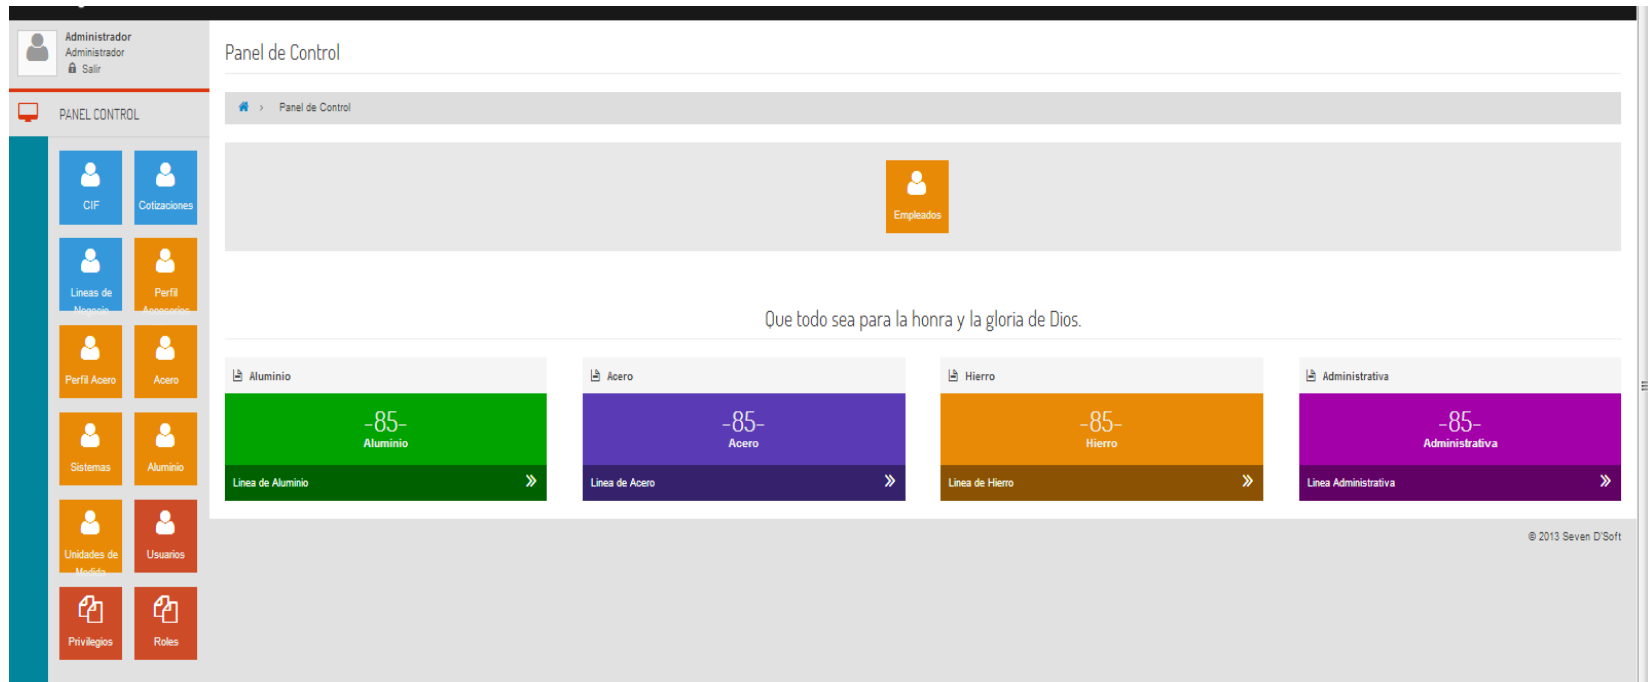 Administrador
Administrador
Salir
PANEL CONTROL
CIF
Cotizaciones
Lineas de
Negocio
Perfil
Accesorios
Perfil Acero
Acero
Sistemas
Aluminio
Unidades de
Medida
Usuarios
Privilegios
Roles
Panel de Control
> Panel de Control
Empleados
Que todo sea para la honra y la gloria de Dios.
Aluminio
-85-
Aluminio
Linea de Aluminio
Acero
-85-
Acero
Linea de Acero
Hierro
-85-
Hierro
Linea de Hierro
Administrativa
-85-
Administrativa
Linea Administrativa
© 2013 Seven D'Soft